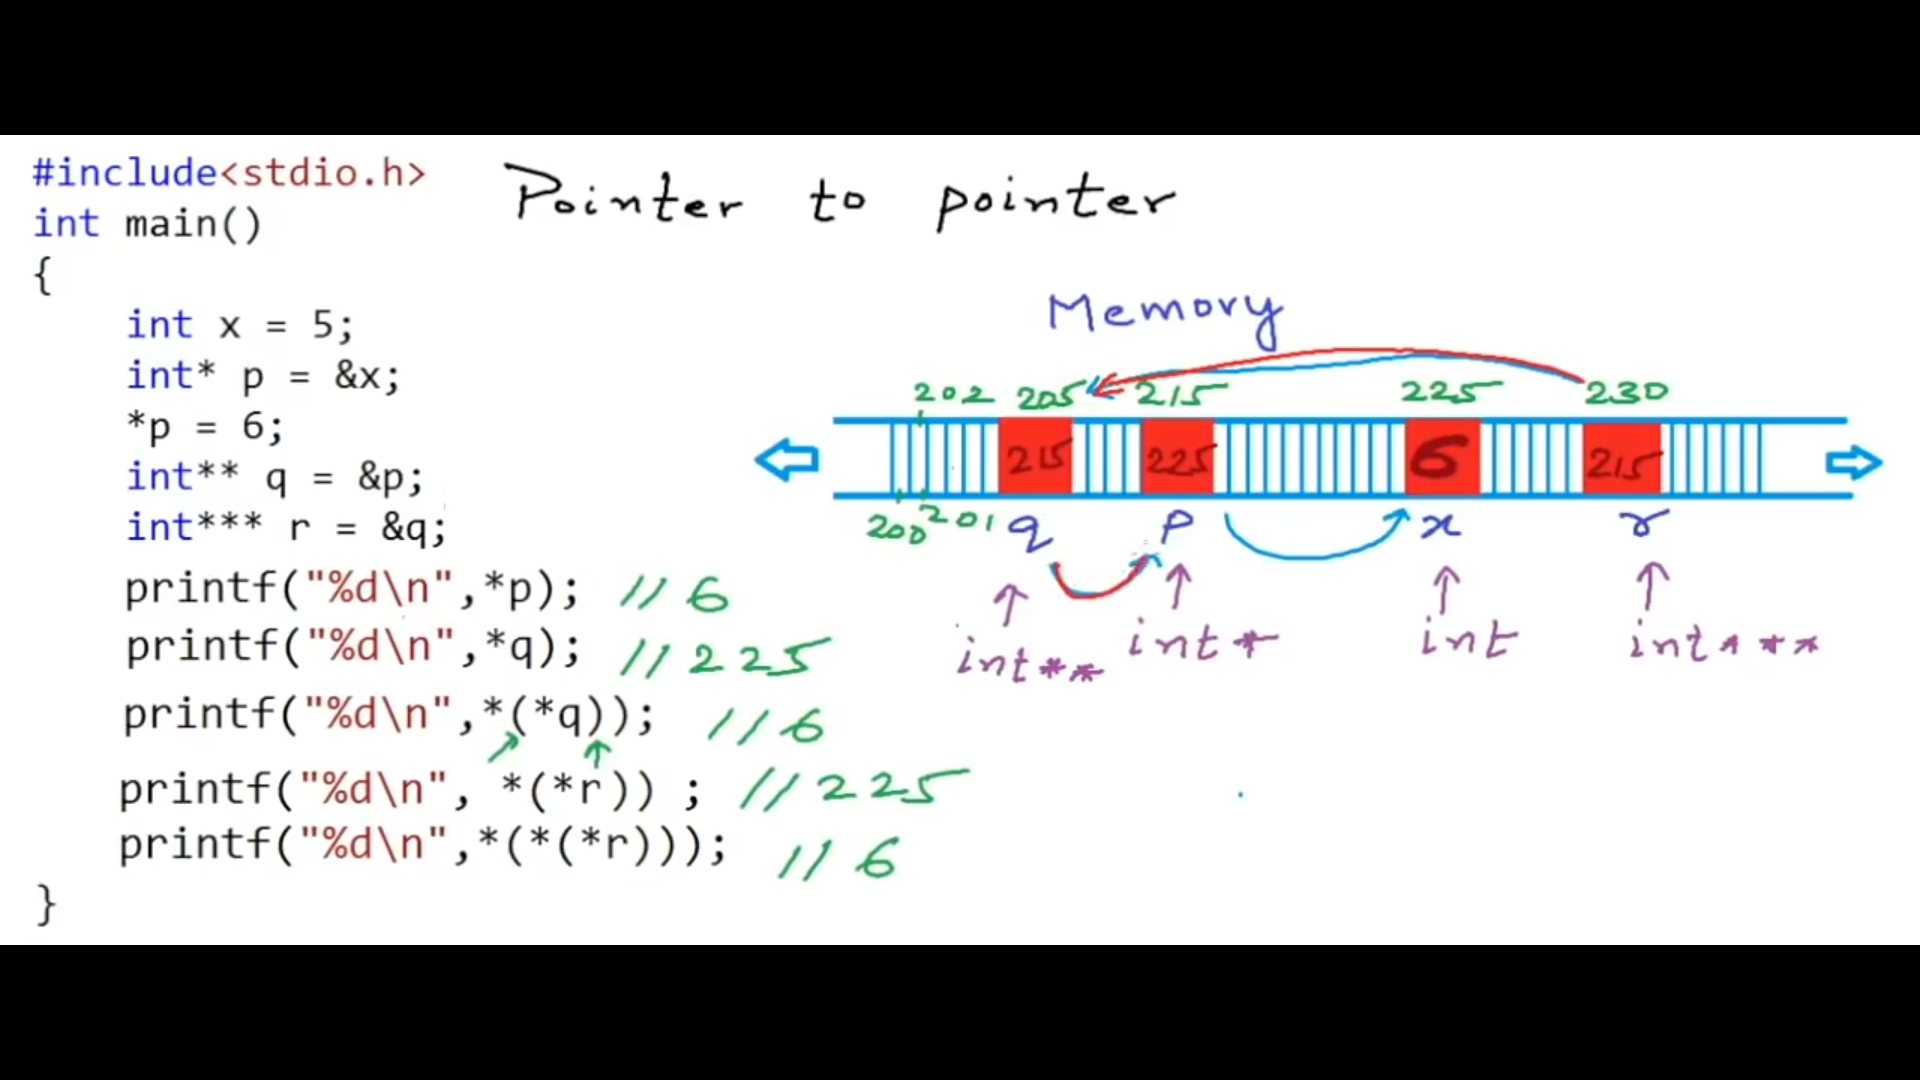 #include<stdio.h>
Pointer to pointer
int main()
{
int x = 5;
int* p = &x;
*p = 6;
int** q = &p;
int*** r = &q;
printf("%d\n",*p); // 6
printf("%d\n",*q); // 225
printf("%d\n",*(*q)); // 6
printf("%d\n", *(*r)) ; // 225
printf("%d\n",*(*(*r))); // 6
}
Memory
202 205 215 225 230
215 225 6 215
200 201 q p x r
int** int* int int***